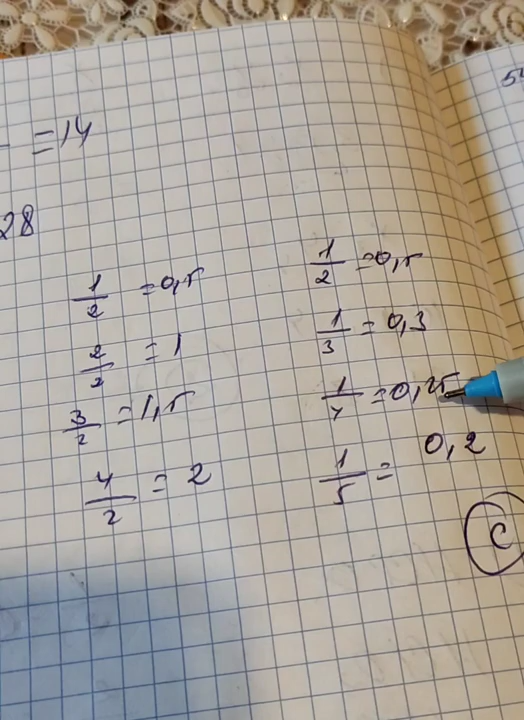 =14
28
1/2 =0,5
2/2 =1
3/2 =1,5
4/2 = 2
1/2 =0,5
1/3 = 0,3
1/4 =0,25
1/5 = 0,2
C